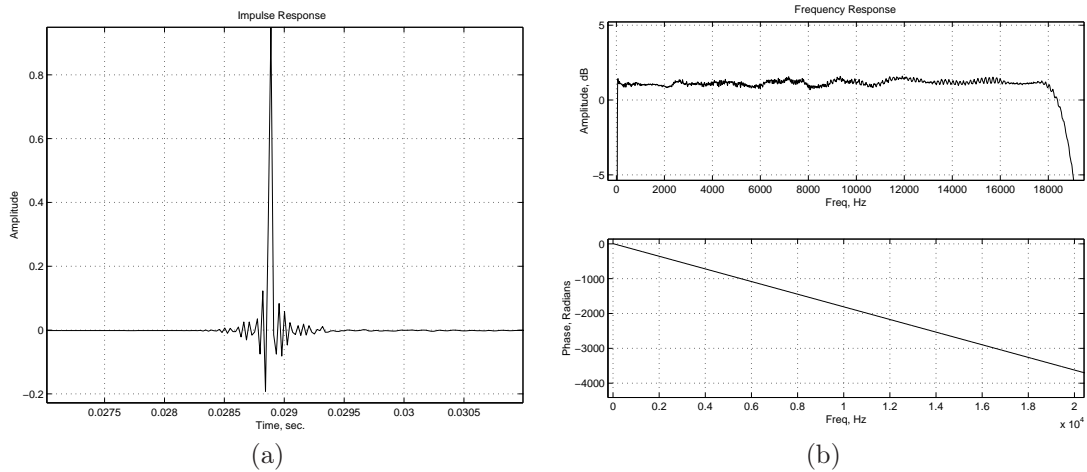 Impulse Response
0.8
0.6
0.4
0.2
0
−0.2
Amplitude
0.0275 0.028 0.0285 0.029 0.0295 0.03 0.0305
Time, sec.
(a)
Frequency Response
5
0
−5
Amplitude, dB
0 2000 4000 6000 8000 10000 12000 14000 16000 18000
Freq, Hz
0
−1000
−2000
−3000
−4000
Phase, Radians
0 0.2 0.4 0.6 0.8 1 1.2 1.4 1.6 1.8 2
Freq, Hz
x 10⁴
(b)